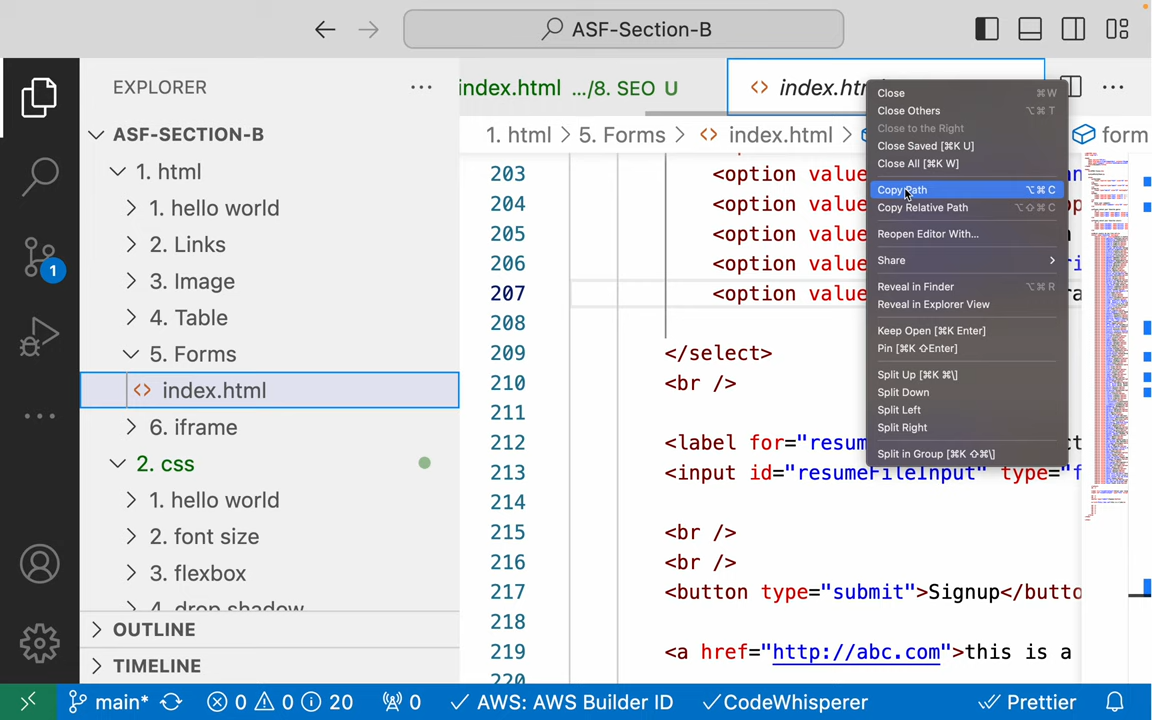 ASF-Section-B
EXPLORER
ASF-SECTION-B
1. html
1. hello world
2. Links
3. Image
4. Table
5. Forms
index.html
6. iframe
2. css
1. hello world
2. font size
3. flexbox
4. drop shadow
OUTLINE
TIMELINE
1
index.html .../8. SEO U
index.htm
1. html > 5. Forms > index.html > form
203 <option value
204 <option value
205 <option value
206 <option value
207 <option value
208
209 </select>
210 <br />
211
212 <label for="resu
213 <input id="resumeFileInput" type="f
214
215 <br />
216 <br />
217 <button type="submit">Signup</butto
218
219 <a href="http://abc.com">this is a
220
Close ⌘W
Close Others ⌥⌘T
Close to the Right
Close Saved [⌘K U]
Close All [⌘K W]
Copy Path ⌥⌘C
Copy Relative Path ⌥⇧⌘C
Reopen Editor With...
Share
Reveal in Finder ⌥⌘R
Reveal in Explorer View
Keep Open [⌘K Enter]
Pin [⌘K ⇧Enter]
Split Up [⌘K ⌘\]
Split Down
Split Left
Split Right
Split in Group [⌘K ⇧⌘\]
main* 0 0 20 0 AWS: AWS Builder ID CodeWhisperer Prettier